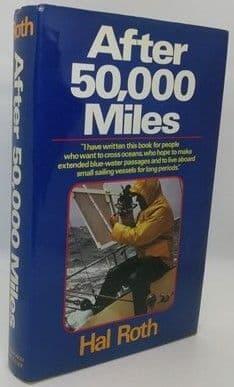 After
50,000
Miles
"I have written this book for people
who want to cross oceans, who hope to make
extended blue-water passages and to live aboard
small sailing vessels for long periods."
Hal Roth
Roth
After 50,000 Miles